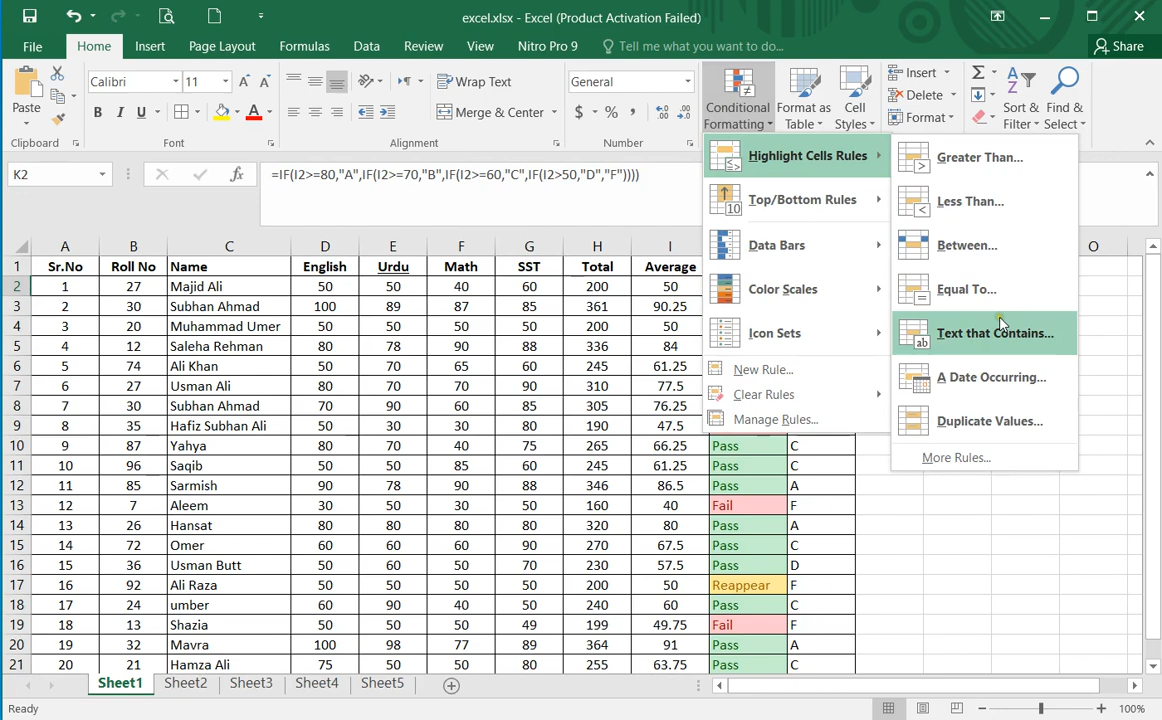 excel.xlsx - Excel (Product Activation Failed)
File Home Insert Page Layout Formulas Data Review View Nitro Pro 9 Tell me what you want to do... Share
Calibri 11 Wrap Text General Insert
Paste B I U Merge & Center $ % , Conditional Formatting Format as Table Cell Styles Delete Format Sort & Filter Find & Select
Clipboard Font Alignment Number
K2 fx =IF(I2>=80,"A",IF(I2>=70,"B",IF(I2>=60,"C",IF(I2>50,"D","F"))))
Highlight Cells Rules
Top/Bottom Rules
Data Bars
Color Scales
Icon Sets
New Rule...
Clear Rules
Manage Rules...
Greater Than...
Less Than...
Between...
Equal To...
Text that Contains...
A Date Occurring...
Duplicate Values...
More Rules...
A B C D E F G H I O
1 Sr.No Roll No Name English Urdu Math SST Total Average
2 1 27 Majid Ali 50 50 40 60 200 50
3 2 30 Subhan Ahmad 100 89 87 85 361 90.25
4 3 20 Muhammad Umer 50 50 50 50 200 50
5 4 12 Saleha Rehman 80 78 90 88 336 84
6 5 74 Ali Khan 50 70 65 60 245 61.25
7 6 27 Usman Ali 80 70 70 90 310 77.5
8 7 30 Subhan Ahmad 70 90 60 85 305 76.25
9 8 35 Hafiz Subhan Ali 50 30 30 80 190 47.5
10 9 87 Yahya 80 70 40 75 265 66.25 Pass C
11 10 96 Saqib 50 50 85 60 245 61.25 Pass C
12 11 85 Sarmish 90 78 90 88 346 86.5 Pass A
13 12 7 Aleem 30 50 30 50 160 40 Fail F
14 13 26 Hansat 80 80 80 80 320 80 Pass A
15 14 72 Omer 60 60 60 90 270 67.5 Pass C
16 15 36 Usman Butt 50 60 50 70 230 57.5 Pass D
17 16 92 Ali Raza 50 50 50 50 200 50 Reappear F
18 17 24 umber 60 90 40 50 240 60 Pass C
19 18 13 Shazia 50 50 50 49 199 49.75 Fail F
20 19 32 Mavra 100 98 77 89 364 91 Pass A
21 20 21 Hamza Ali 75 50 50 80 255 63.75 Pass C
Sheet1 Sheet2 Sheet3 Sheet4 Sheet5
Ready 100%